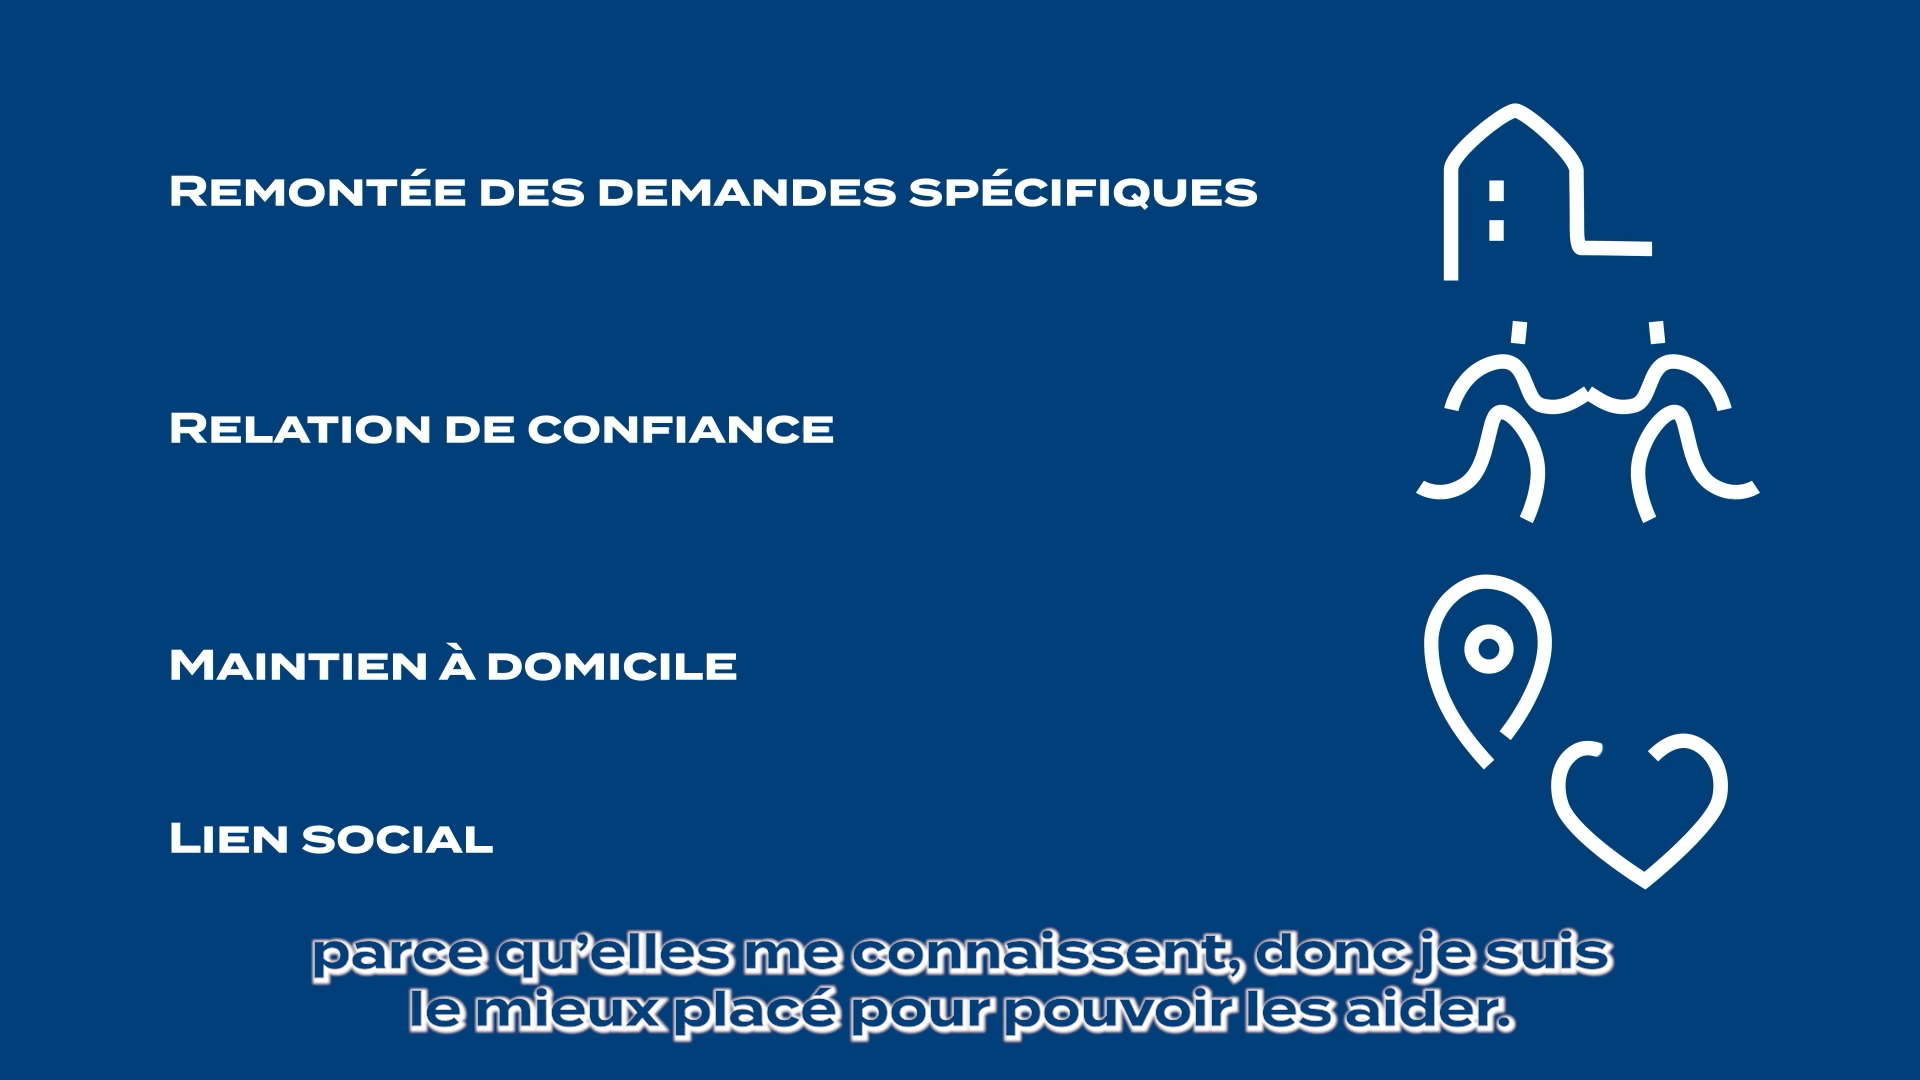 Remontée des demandes spécifiques
Relation de confiance
Maintien à domicile
Lien social
parce qu’elles me connaissent, donc je suis
le mieux placé pour pouvoir les aider.